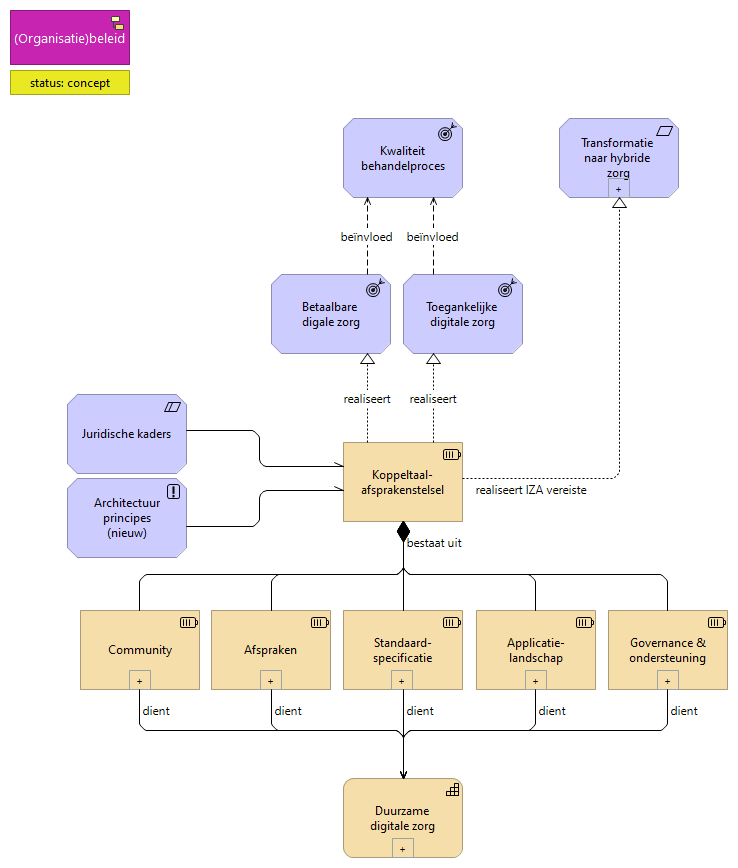 (Organisatie)beleid
status: concept
Kwaliteit
behandelproces
Transformatie
naar hybride
zorg
+
beïnvloed
beïnvloed
Betaalbare
digale zorg
Toegankelijke
digitale zorg
realiseert
realiseert
Juridische kaders
Koppeltaal-
afsprakenstelsel
realiseert IZA vereiste
Architectuur
principes
(nieuw)
bestaat uit
Community
+
Afspraken
+
Standaard-
specificatie
+
Applicatie-
landschap
+
Governance &
ondersteuning
+
dient
dient
dient
dient
dient
Duurzame
digitale zorg
+